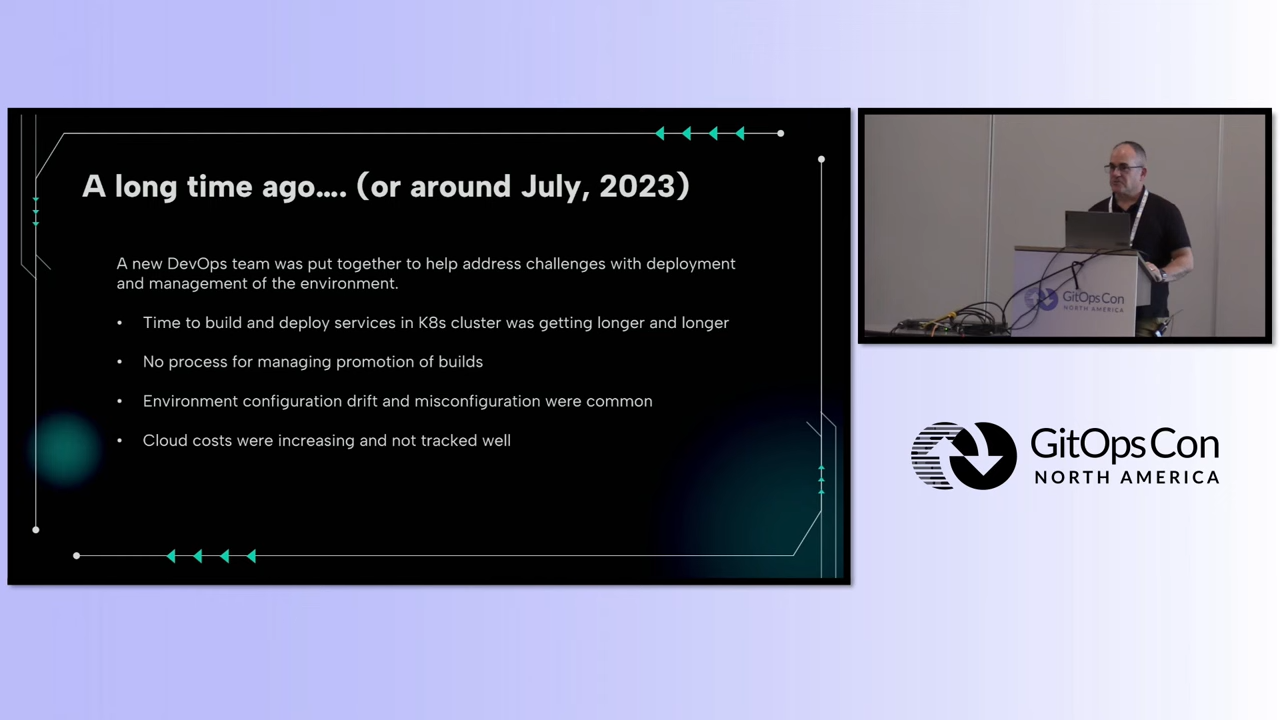 A long time ago.... (or around July, 2023)
A new DevOps team was put together to help address challenges with deployment
and management of the environment.
• Time to build and deploy services in K8s cluster was getting longer and longer
• No process for managing promotion of builds
• Environment configuration drift and misconfiguration were common
• Cloud costs were increasing and not tracked well
GitOpsCon
NORTH AMERICA
GitOpsCon
NORTH AMERICA